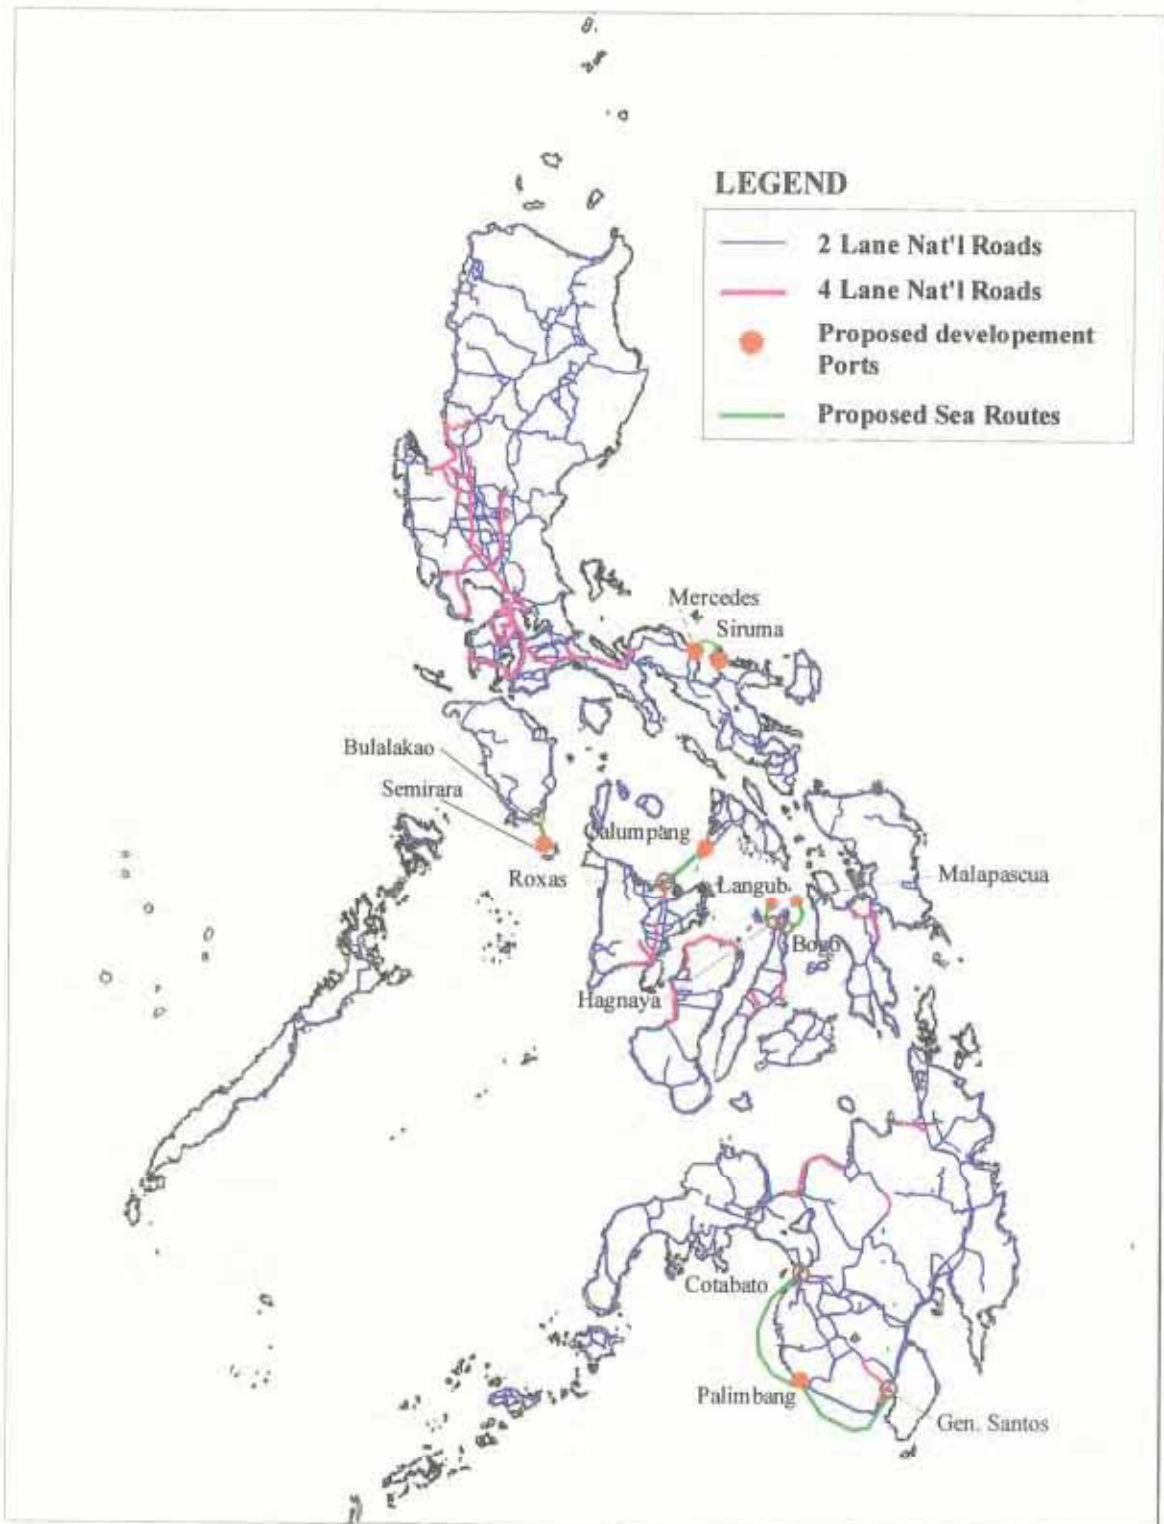 LEGEND
2 Lane Nat'l Roads
4 Lane Nat'l Roads
Proposed developement
Ports
Proposed Sea Routes
Mercedes
Siruma
Bulalakao
Semirara
Calumpang
Roxas
Langub
Malapascua
Bogo
Hagnaya
Cotabato
Palimbang
Gen. Santos